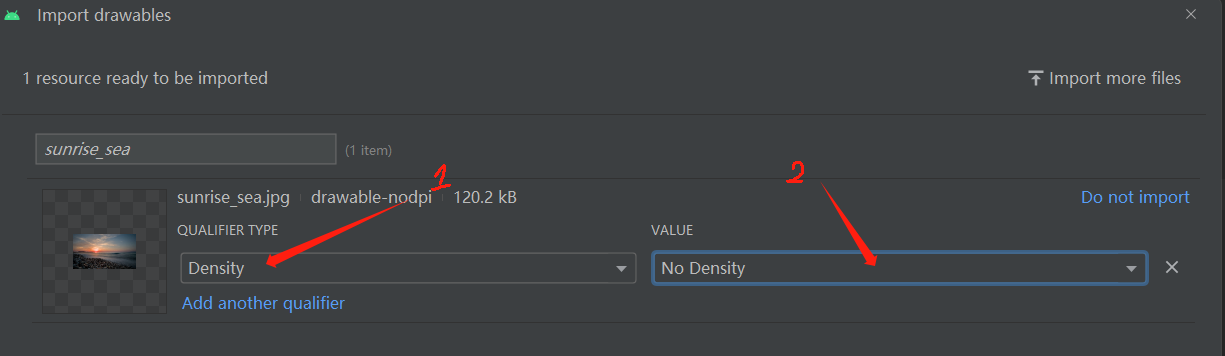 Import drawables
1 resource ready to be imported
Import more files
sunrise_sea (1 item)
1
2
sunrise_sea.jpg drawable-nodpi 120.2 kB
Do not import
QUALIFIER TYPE
VALUE
Density
No Density
Add another qualifier